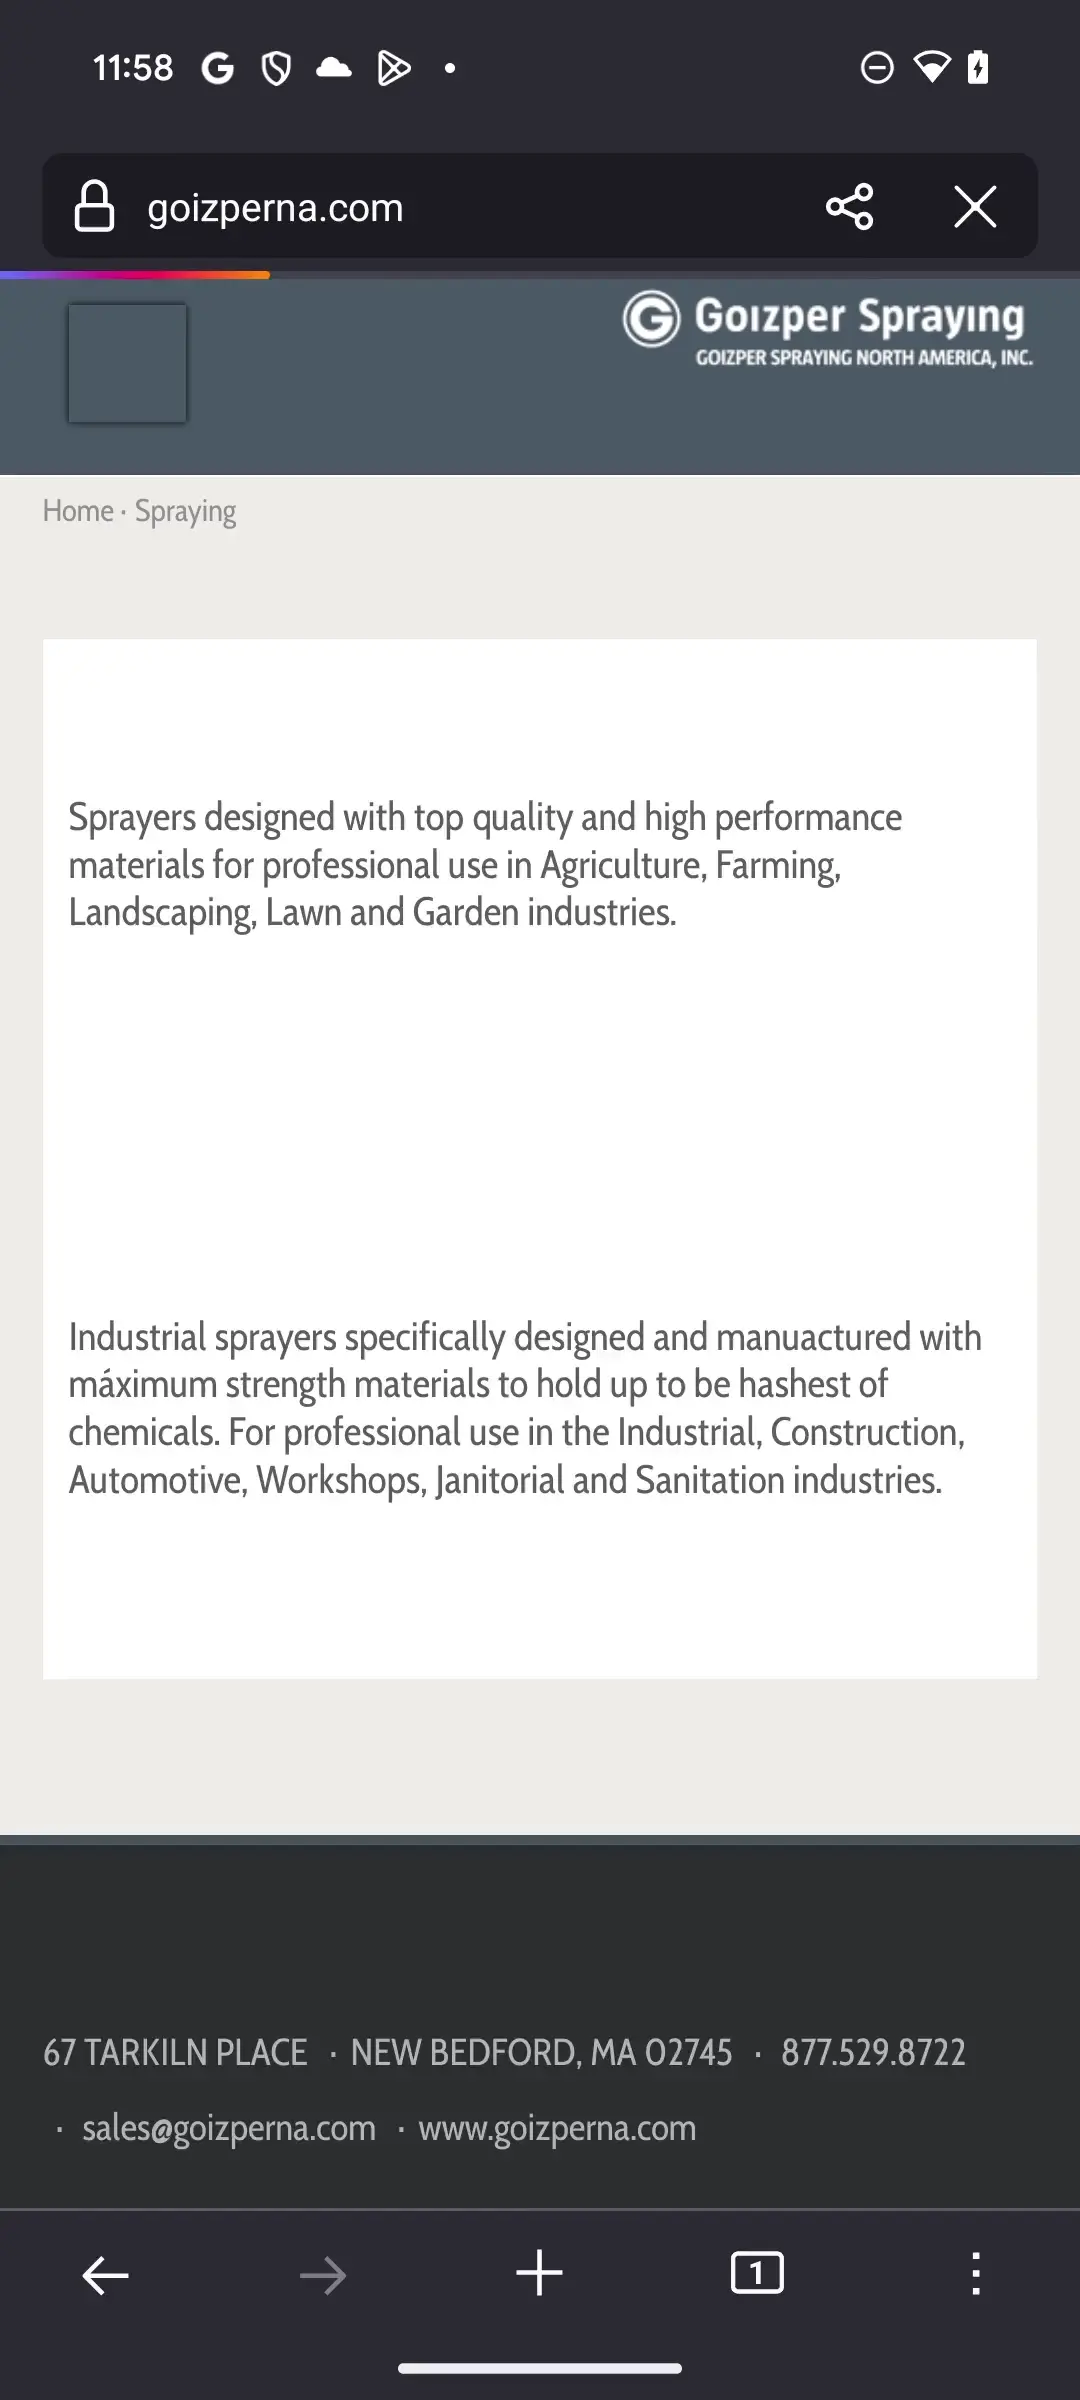 11:58
goizperna.com
Goizper Spraying
GOIZPER SPRAYING NORTH AMERICA, INC.
Home · Spraying
Sprayers designed with top quality and high performance
materials for professional use in Agriculture, Farming,
Landscaping, Lawn and Garden industries.
Industrial sprayers specifically designed and manuactured with
máximum strength materials to hold up to be hashest of
chemicals. For professional use in the Industrial, Construction,
Automotive, Workshops, Janitorial and Sanitation industries.
67 TARKILN PLACE · NEW BEDFORD, MA 02745 · 877.529.8722
· sales@goizperna.com · www.goizperna.com
1